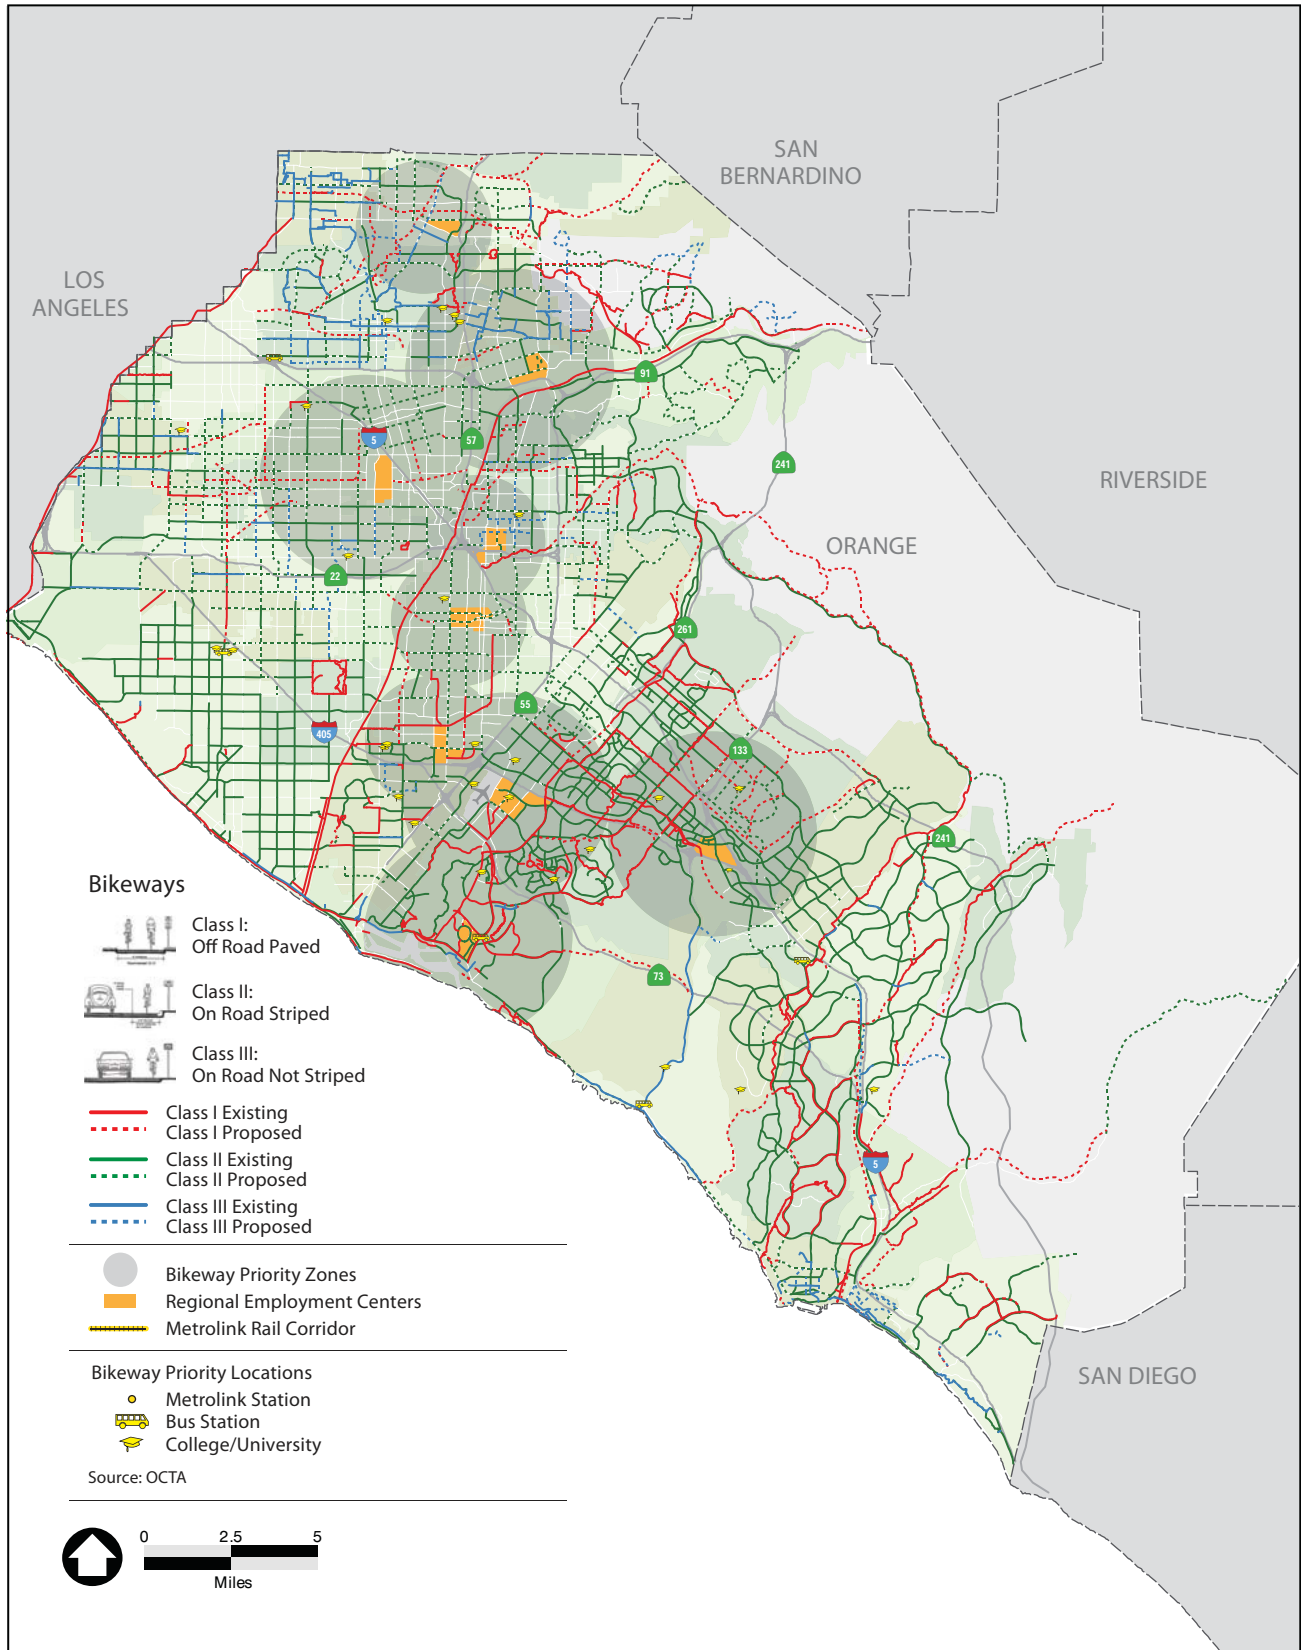 SAN
BERNARDINO
LOS
ANGELES
91
5
57
241
RIVERSIDE
ORANGE
22
261
55
405
133
241
73
5
SAN DIEGO
Bikeways
Class I:
Off Road Paved
Class II:
On Road Striped
Class III:
On Road Not Striped
Class I Existing
Class I Proposed
Class II Existing
Class II Proposed
Class III Existing
Class III Proposed
Bikeway Priority Zones
Regional Employment Centers
Metrolink Rail Corridor
Bikeway Priority Locations
Metrolink Station
Bus Station
College/University
Source: OCTA
0 2.5 5
Miles